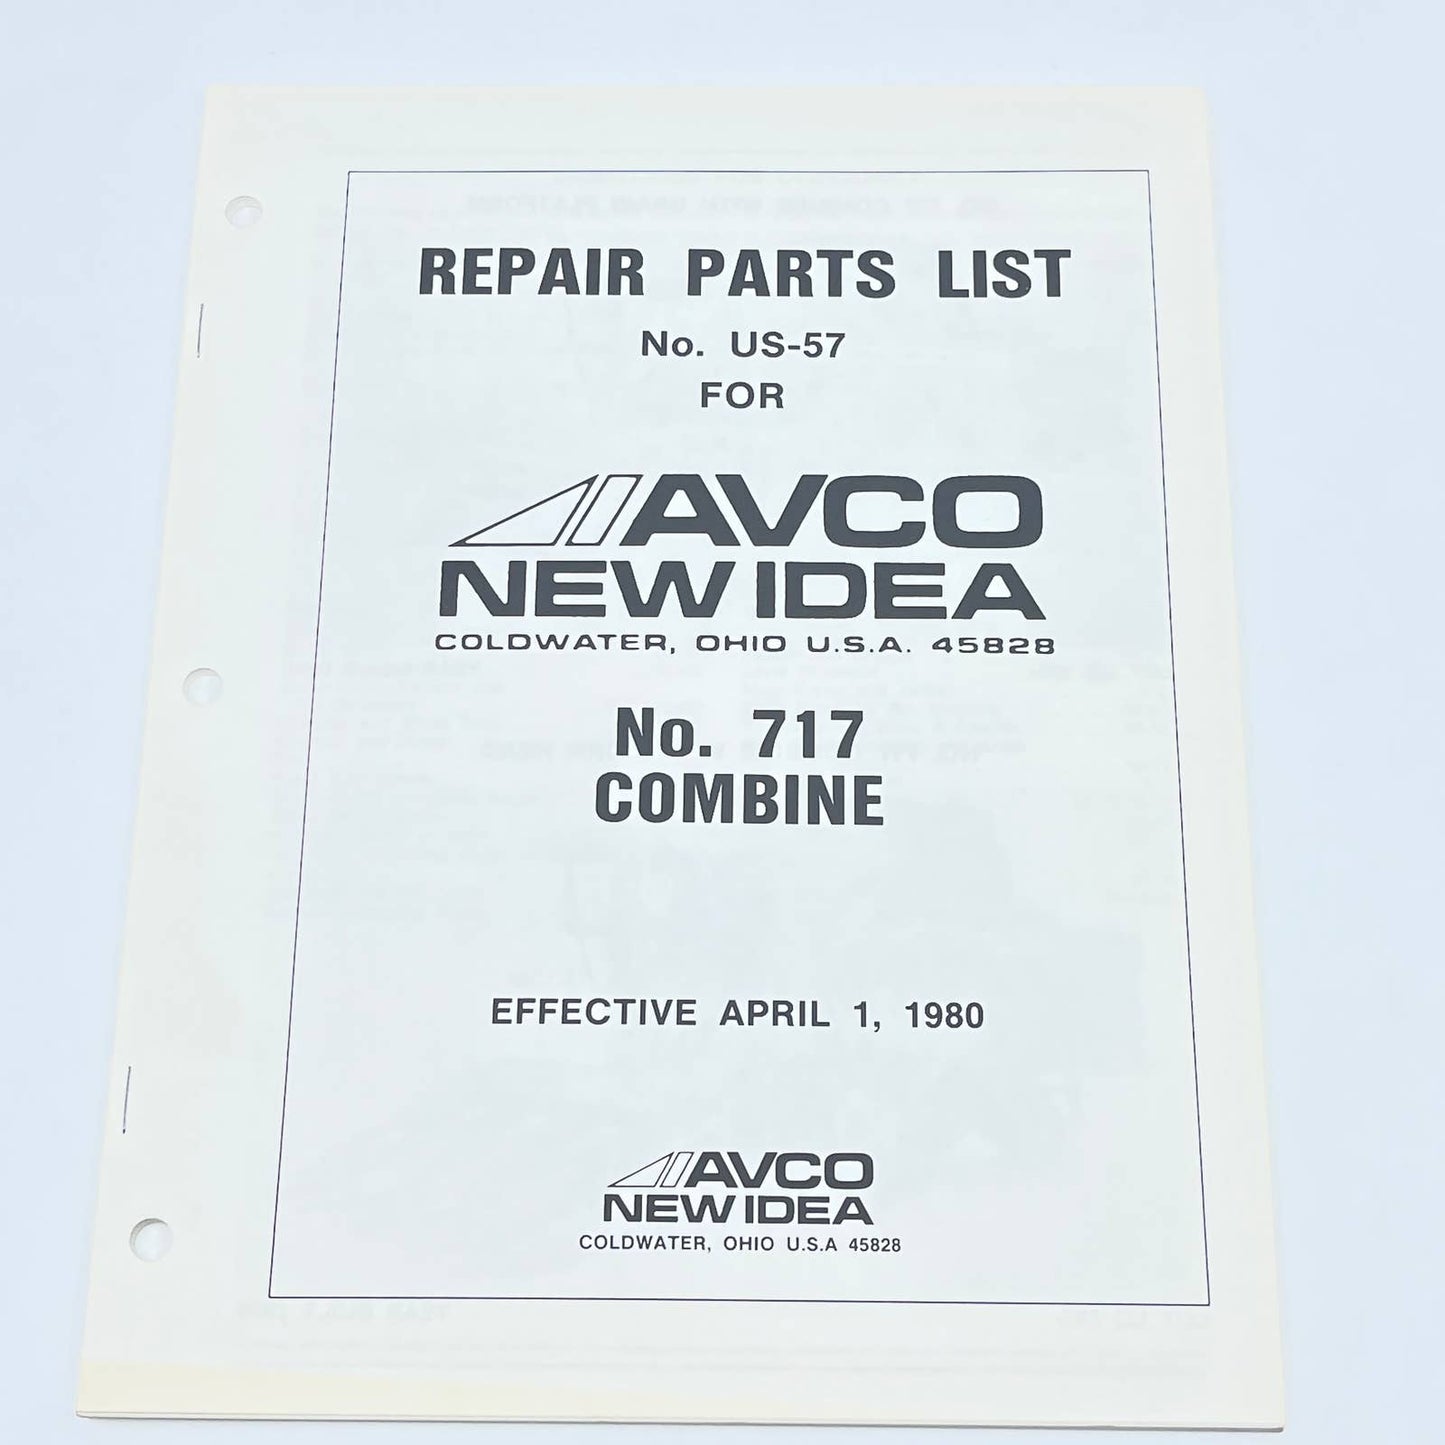 REPAIR PARTS LIST
No. US-57
FOR
AVCO
NEW IDEA
COLDWATER, OHIO U.S.A. 45828
No. 717
COMBINE
EFFECTIVE APRIL 1, 1980
AVCO
NEW IDEA
COLDWATER, OHIO U.S.A 45828